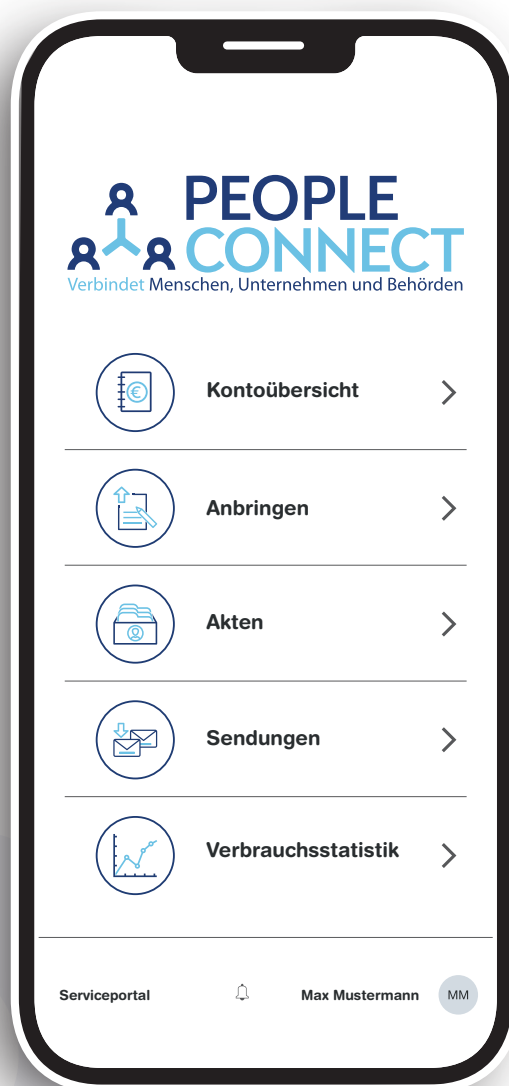 PEOPLE
CONNECT
Verbindet Menschen, Unternehmen und Behörden
€
Kontoübersicht
Anbringen
Akten
Sendungen
Verbrauchsstatistik
Serviceportal Max Mustermann MM